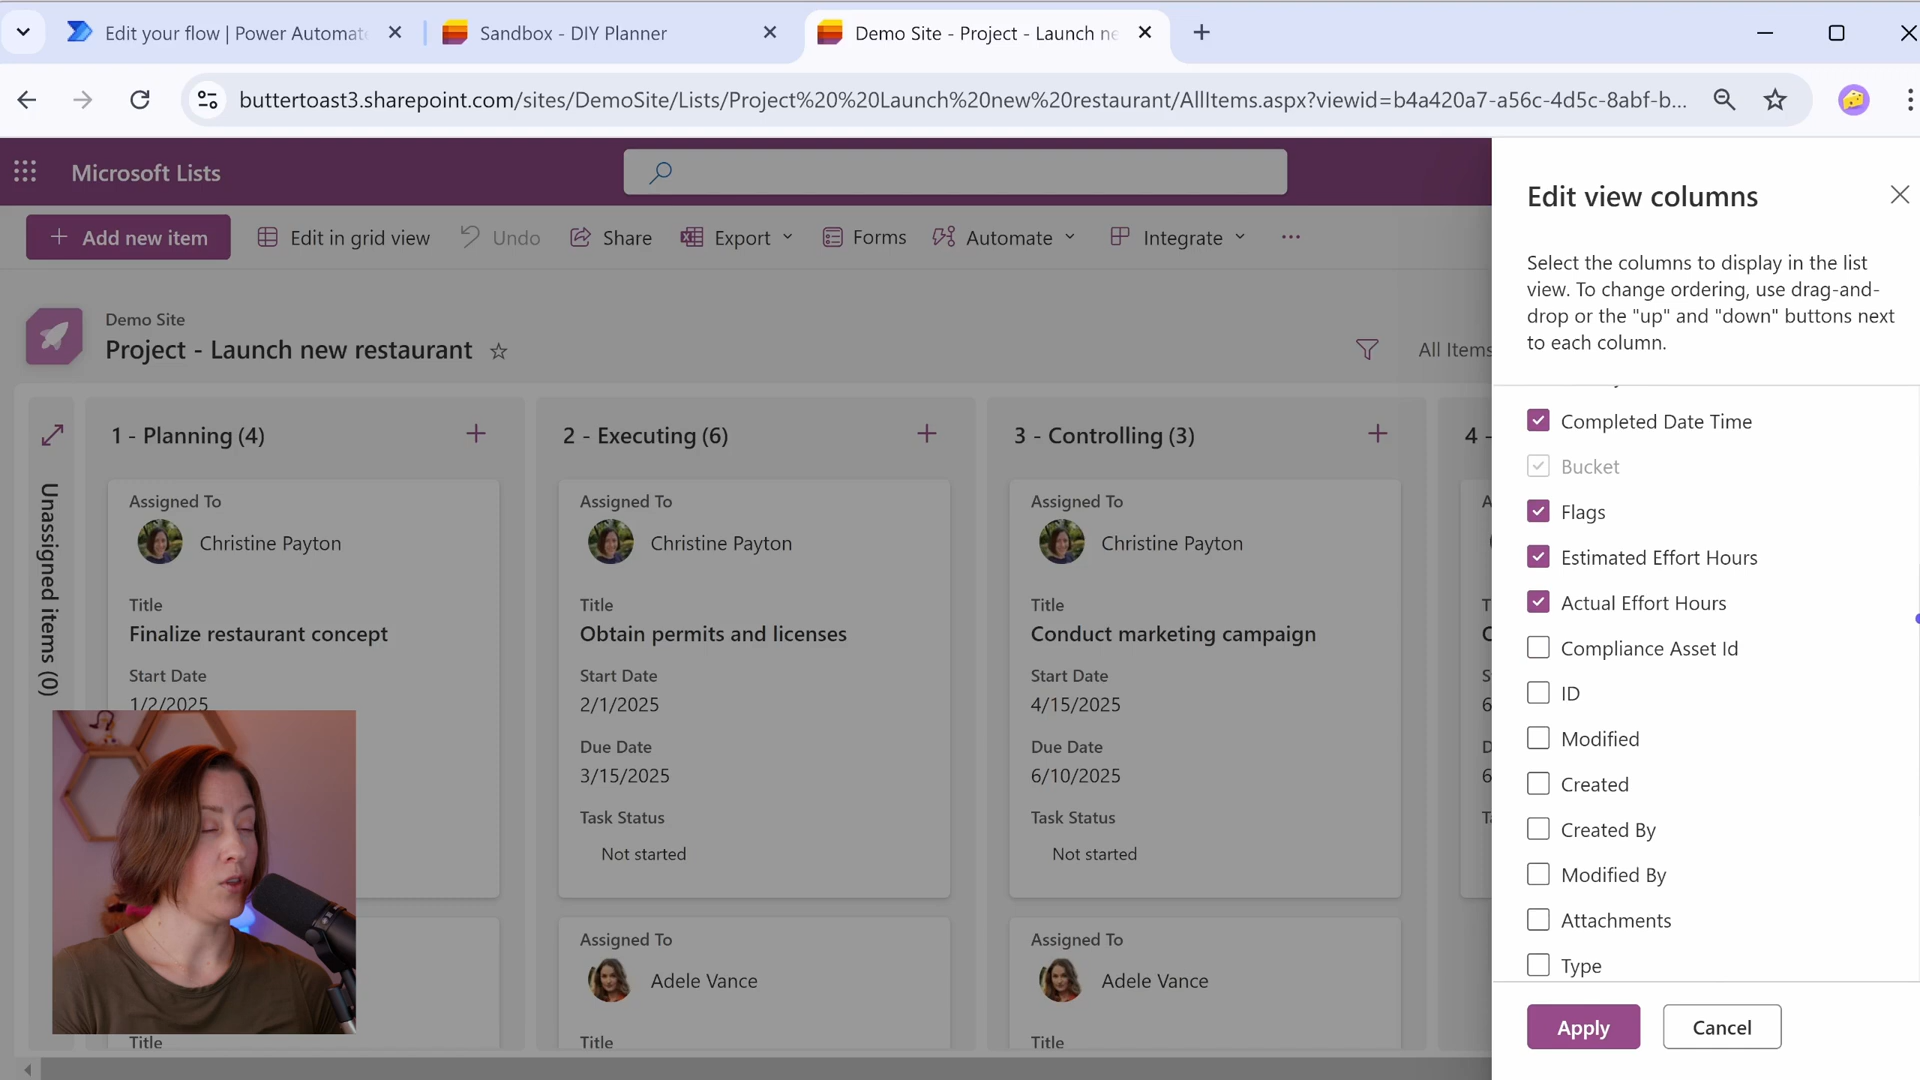 Edit your flow | Power Automate
Sandbox - DIY Planner
Demo Site - Project - Launch ne
buttertoast3.sharepoint.com/sites/DemoSite/Lists/Project%20%20Launch%20new%20restaurant/AllItems.aspx?viewid=b4a420a7-a56c-4d5c-8abf-b...
Microsoft Lists
Add new item
Edit in grid view
Undo
Share
Export
Forms
Automate
Integrate
Demo Site
Project - Launch new restaurant
All Items
Unassigned items (0)
1 - Planning (4)
Assigned To
Christine Payton
Title
Finalize restaurant concept
Start Date
1/2/2025
Title
2 - Executing (6)
Assigned To
Christine Payton
Title
Obtain permits and licenses
Start Date
2/1/2025
Due Date
3/15/2025
Task Status
Not started
Assigned To
Adele Vance
Title
3 - Controlling (3)
Assigned To
Christine Payton
Title
Conduct marketing campaign
Start Date
4/15/2025
Due Date
6/10/2025
Task Status
Not started
Assigned To
Adele Vance
Title
4 -
Edit view columns
Select the columns to display in the list
view. To change ordering, use drag-and-
drop or the "up" and "down" buttons next
to each column.
Completed Date Time
Bucket
Flags
Estimated Effort Hours
Actual Effort Hours
Compliance Asset Id
ID
Modified
Created
Created By
Modified By
Attachments
Type
Apply
Cancel